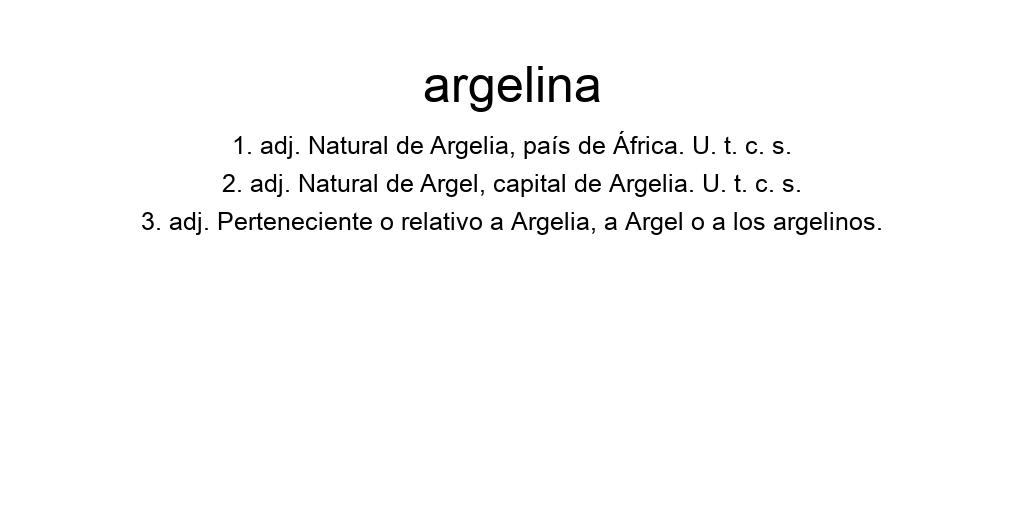 argelina
1. adj. Natural de Argelia, país de África. U. t. c. s.
2. adj. Natural de Argel, capital de Argelia. U. t. c. s.
3. adj. Perteneciente o relativo a Argelia, a Argel o a los argelinos.